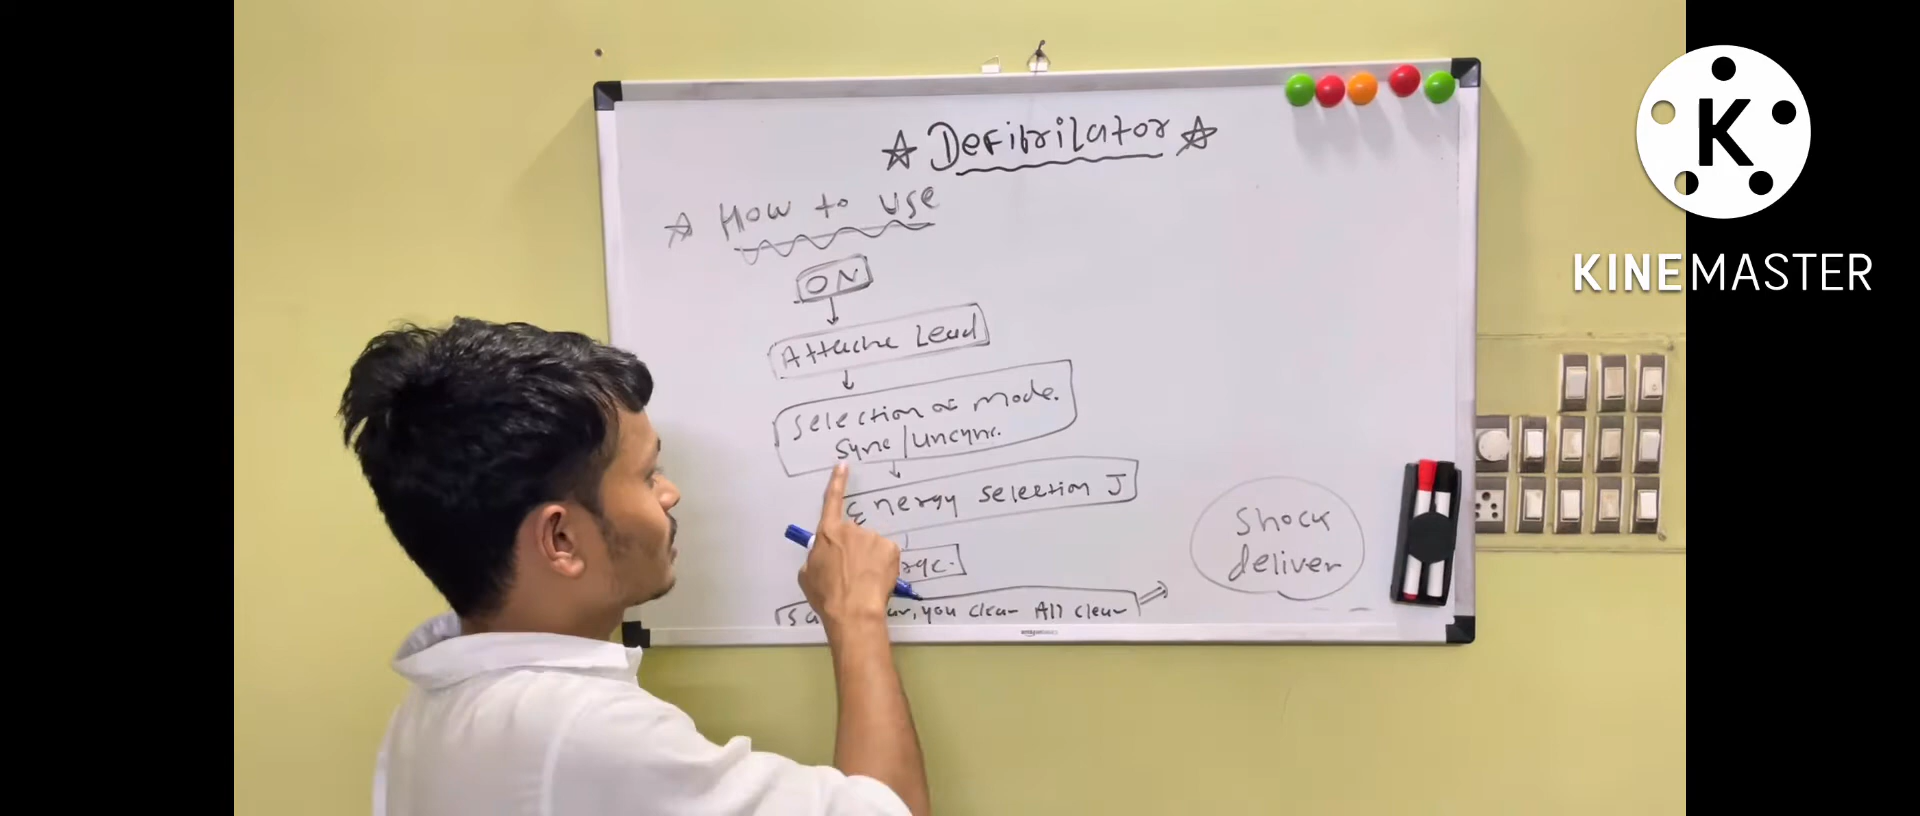 Defibrilator
How to use
ON
Attache Lead
Selection of mode.
Sync/uncync.
Energy selection J
you clear All clear
Shock
deliver
K
KINEMASTER